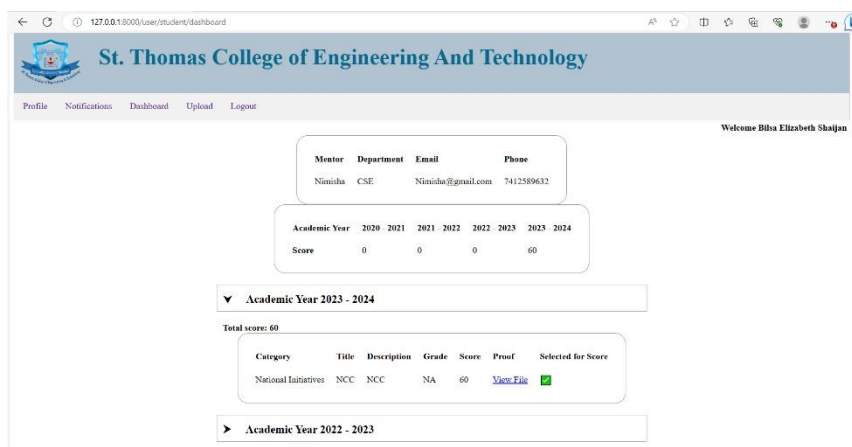 127.0.0.1:8000/user/student/dashboard
St. Thomas College of Engineering And Technology
Profile Notifications Dashboard Upload Logout
Welcome Bilsa Elizabeth Shaijan
Mentor Department Email Phone
Nimisha CSE Nimisha@gmail.com 7412589632
Academic Year 2020 - 2021 2021 - 2022 2022 - 2023 2023 - 2024
Score 0 0 0 60
Academic Year 2023 - 2024
Total score: 60
Category Title Description Grade Score Proof Selected for Score
National Iaitiatives NCC NCC NA 60 View File
Academic Year 2022 - 2023